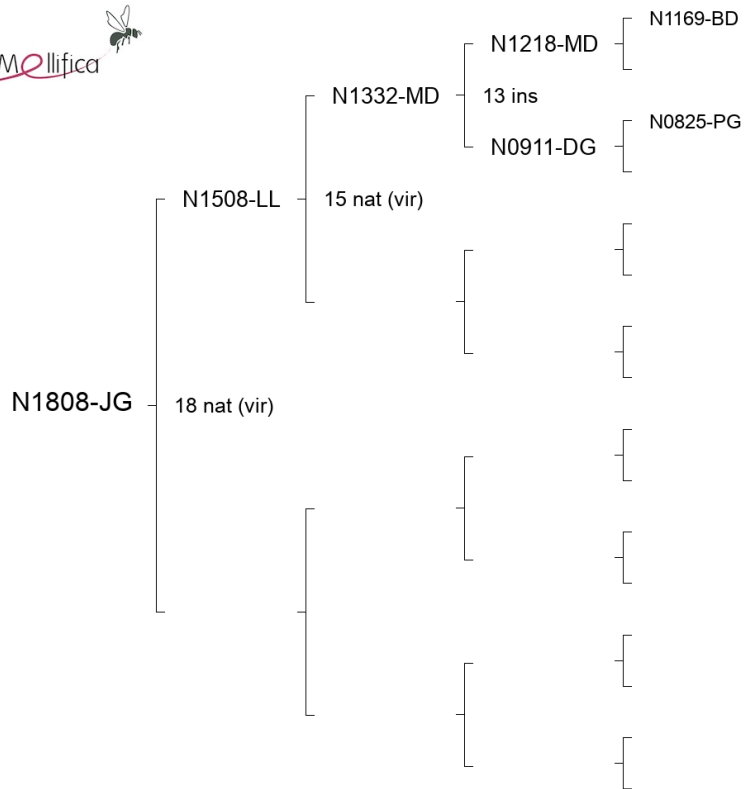 Mellifica
N1169-BD
N1218-MD
N1332-MD
13 ins
N0825-PG
N0911-DG
N1508-LL
15 nat (vir)
N1808-JG
18 nat (vir)